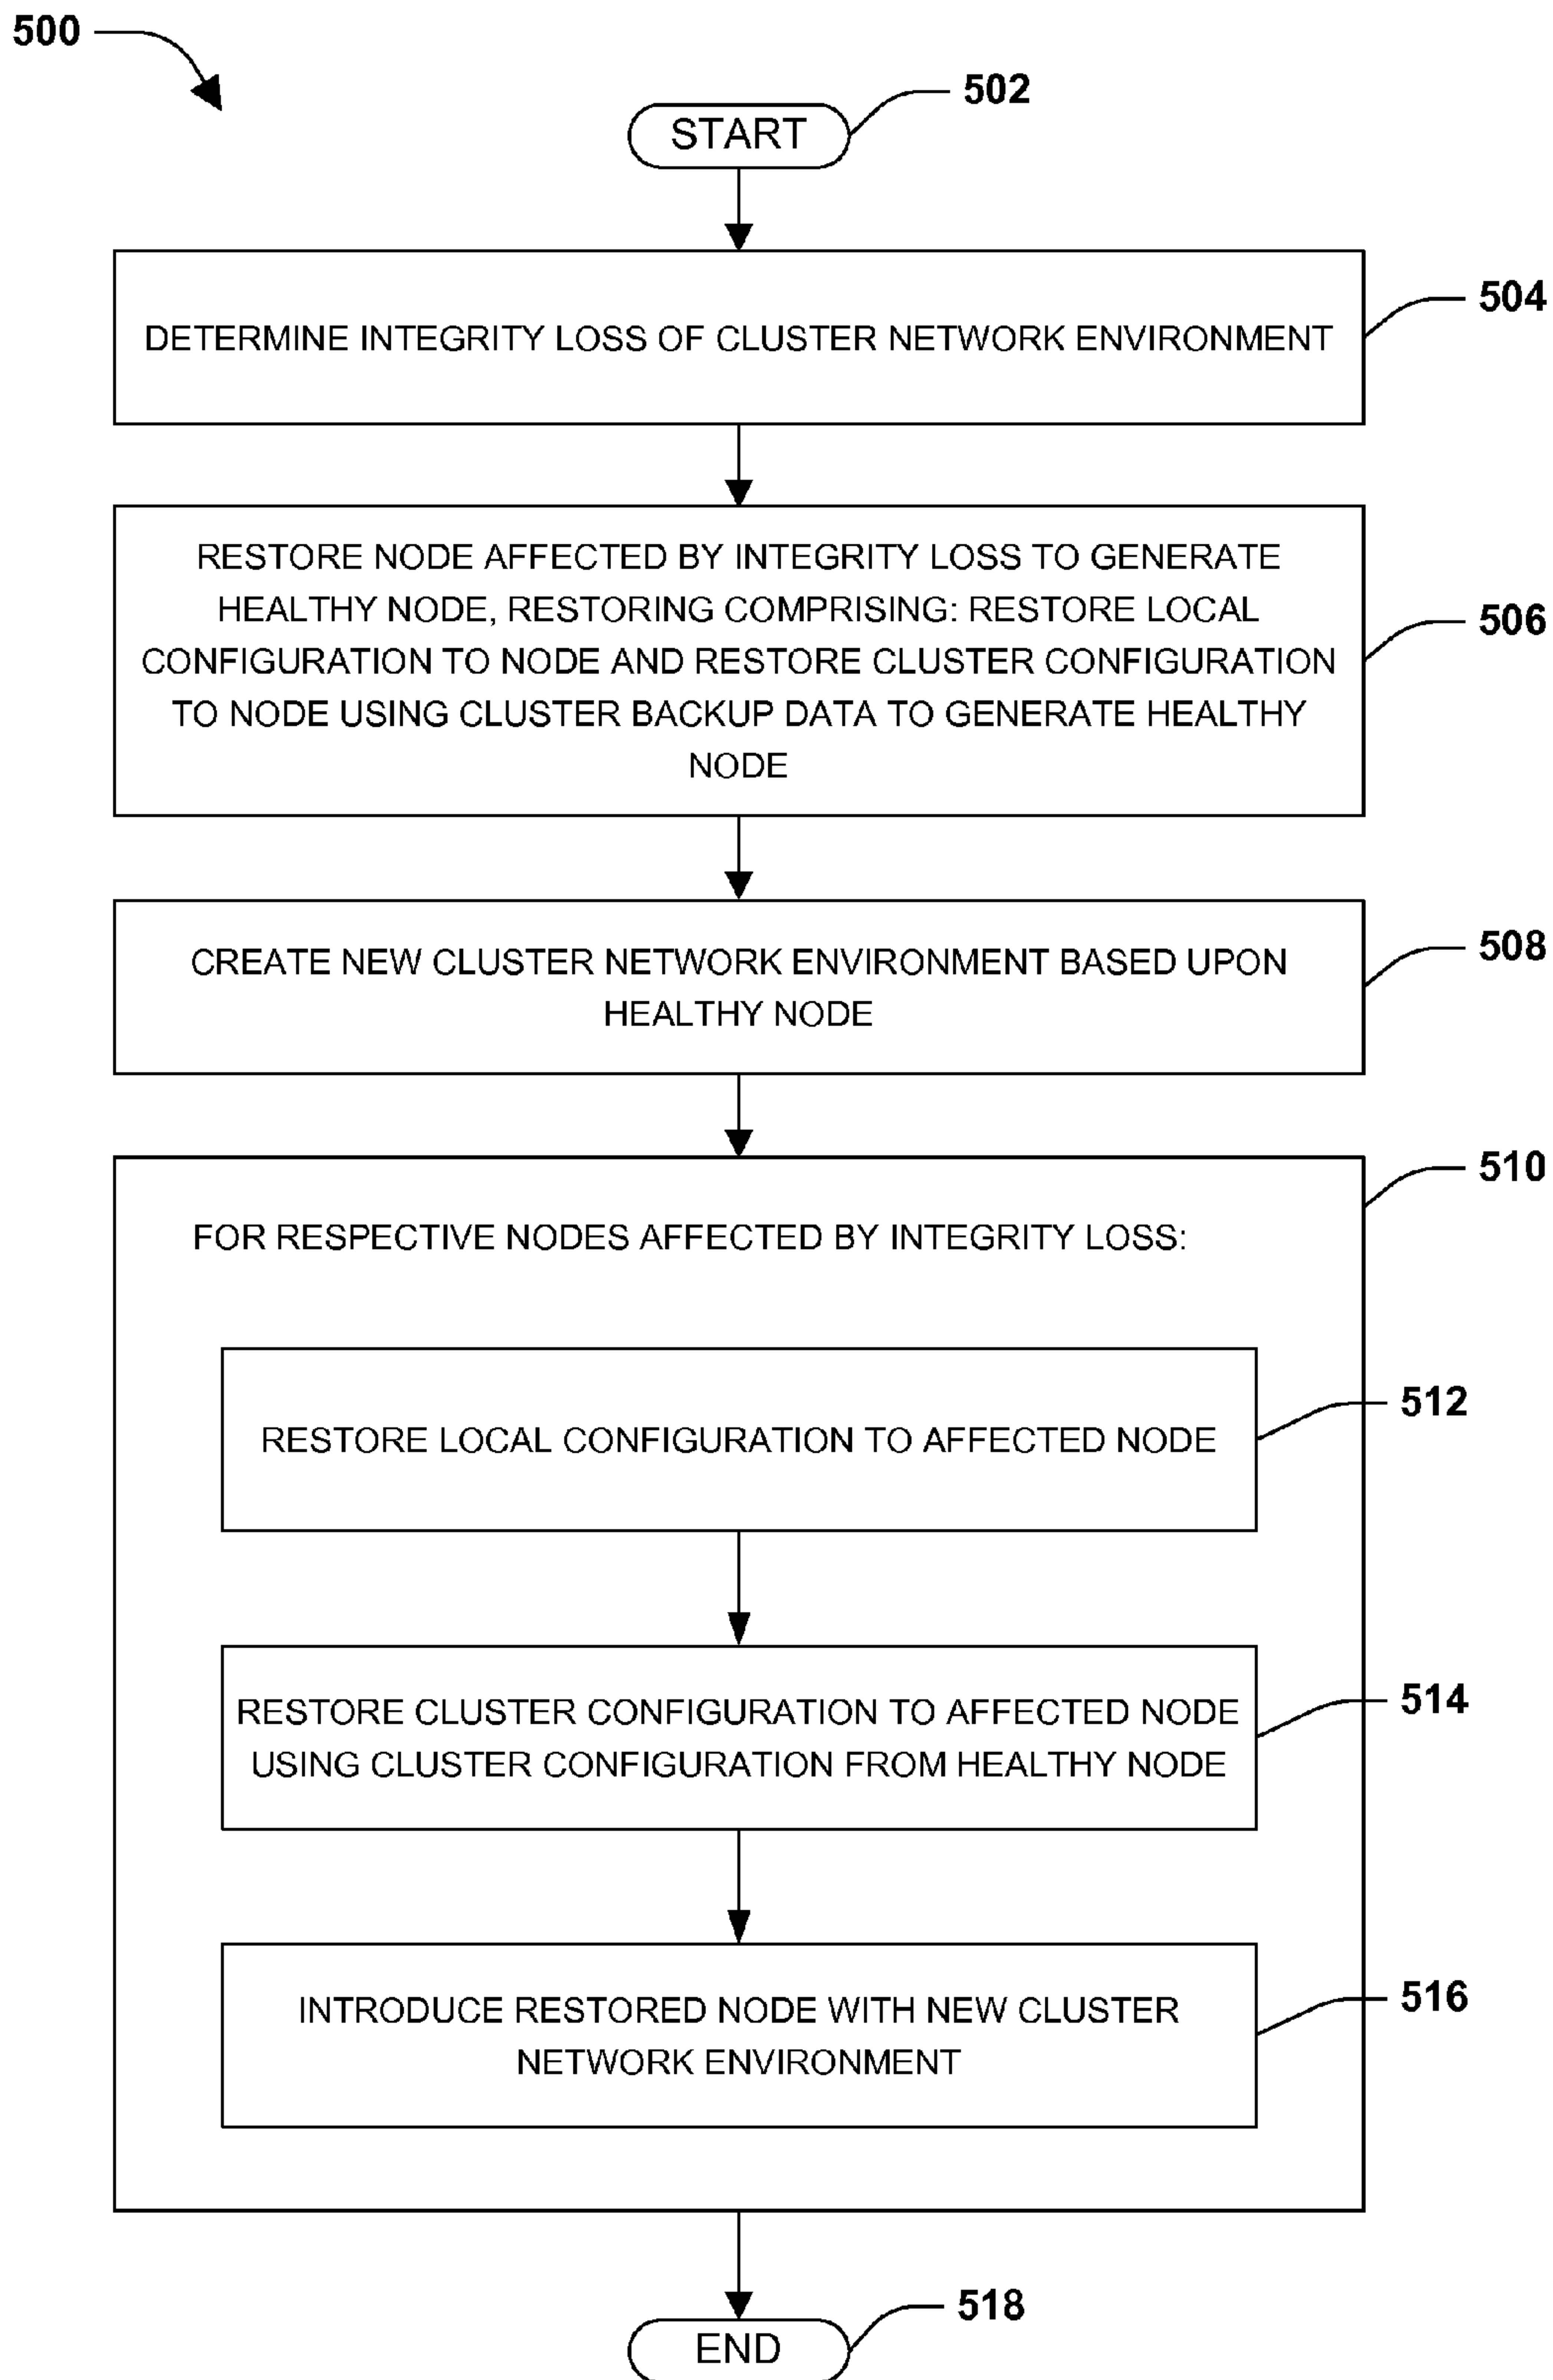 500
502
START
504
DETERMINE INTEGRITY LOSS OF CLUSTER NETWORK ENVIRONMENT
RESTORE NODE AFFECTED BY INTEGRITY LOSS TO GENERATE
HEALTHY NODE, RESTORING COMPRISING: RESTORE LOCAL
506
CONFIGURATION TO NODE AND RESTORE CLUSTER CONFIGURATION
TO NODE USING CLUSTER BACKUP DATA TO GENERATE HEALTHY
NODE
508
CREATE NEW CLUSTER NETWORK ENVIRONMENT BASED UPON
HEALTHY NODE
510
FOR RESPECTIVE NODES AFFECTED BY INTEGRITY LOSS:
512
RESTORE LOCAL CONFIGURATION TO AFFECTED NODE
514
RESTORE CLUSTER CONFIGURATION TO AFFECTED NODE
USING CLUSTER CONFIGURATION FROM HEALTHY NODE
516
INTRODUCE RESTORED NODE WITH NEW CLUSTER
NETWORK ENVIRONMENT
518
END